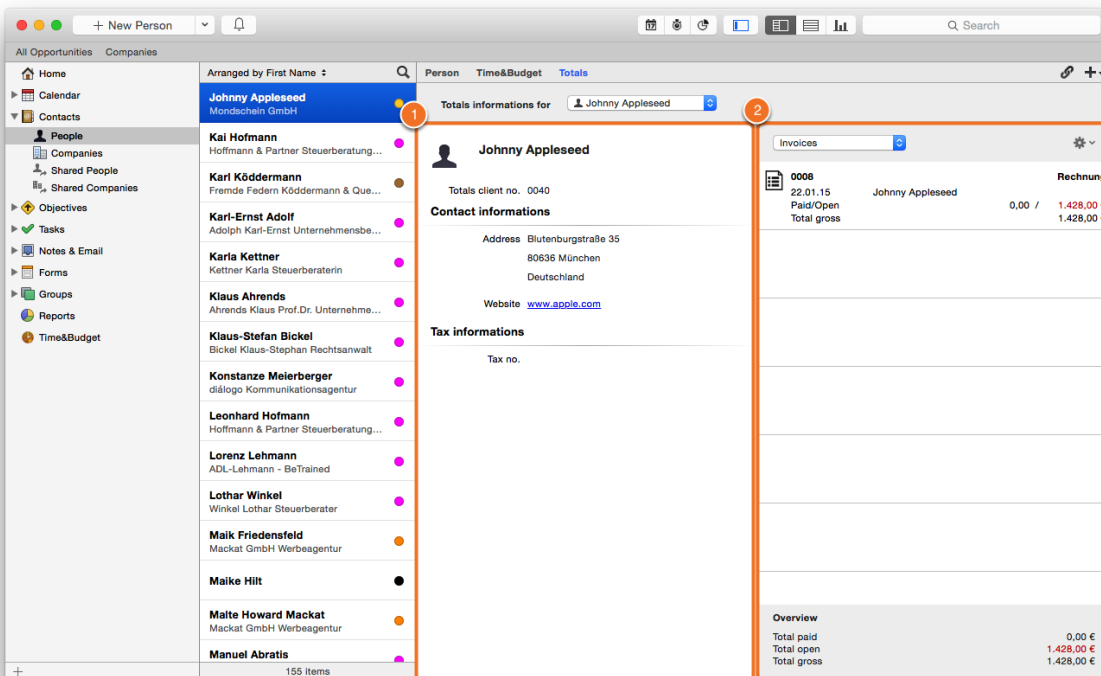 + New Person
17
Search
All Opportunities Companies
Home
Calendar
Contacts
People
Companies
Shared People
Shared Companies
Objectives
Tasks
Notes & Email
Forms
Groups
Reports
Time&Budget
Arranged by First Name
Johnny Appleseed
Mondschein GmbH
Kai Hofmann
Hoffmann & Partner Steuerberatung...
Karl Köddermann
Fremde Federn Köddermann & Que...
Karl-Ernst Adolf
Adolph Karl-Ernst Unternehmensbe...
Karla Kettner
Kettner Karla Steuerberaterin
Klaus Ahrends
Ahrends Klaus Prof.Dr. Unternehme...
Klaus-Stefan Bickel
Bickel Klaus-Stephan Rechtsanwalt
Konstanze Meierberger
diálogo Kommunikationsagentur
Leonhard Hofmann
Hoffmann & Partner Steuerberatung...
Lorenz Lehmann
ADL-Lehmann - BeTrained
Lothar Winkel
Winkel Lothar Steuerberater
Maik Friedensfeld
Mackat GmbH Werbeagentur
Maike Hilt
Malte Howard Mackat
Mackat GmbH Werbeagentur
Manuel Abratis
155 items
Person Time&Budget Totals
Totals informations for Johnny Appleseed
1
Johnny Appleseed
Totals client no. 0040
Contact informations
Address Blutenburgstraße 35
80636 München
Deutschland
Website www.apple.com
Tax informations
Tax no.
2
Invoices
0008 Rechnung
22.01.15 Johnny Appleseed
Paid/Open 0,00 / 1.428,00
Total gross 1.428,00
Overview
Total paid 0,00 €
Total open 1.428,00 €
Total gross 1.428,00 €